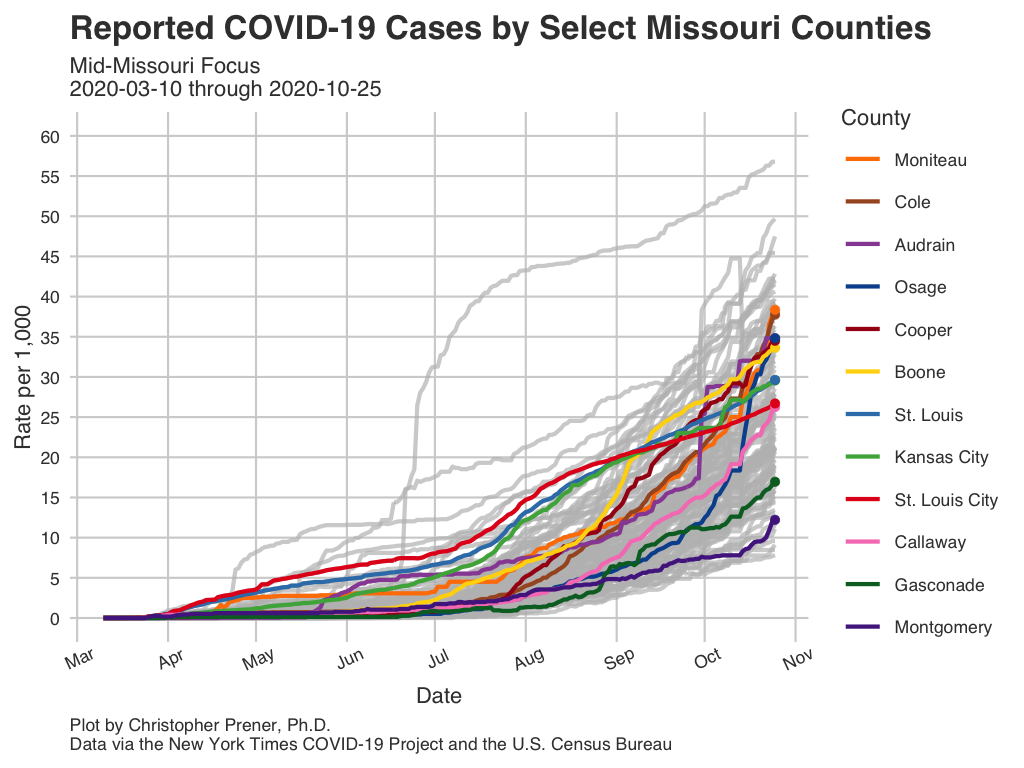 Reported COVID-19 Cases by Select Missouri Counties
Mid-Missouri Focus
2020-03-10 through 2020-10-25
Rate per 1,000
60
55
50
45
40
35
30
25
20
15
10
5
0
Mar
Apr
May
Jun
Jul
Aug
Sep
Oct
Nov
Date
County
Moniteau
Cole
Audrain
Osage
Cooper
Boone
St. Louis
Kansas City
St. Louis City
Callaway
Gasconade
Montgomery
Plot by Christopher Prener, Ph.D.
Data via the New York Times COVID-19 Project and the U.S. Census Bureau